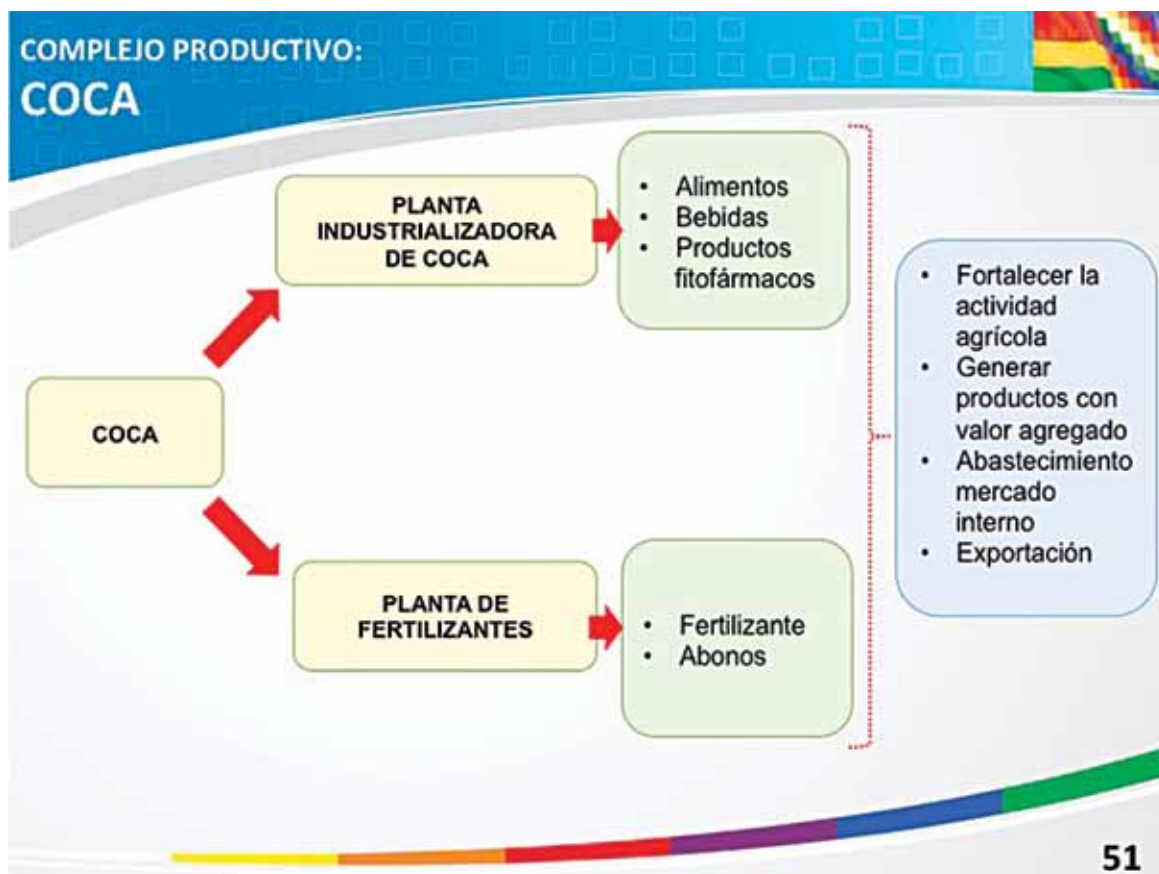 COMPLEJO PRODUCTIVO:
COCA
PLANTA
INDUSTRIALIZADORA
DE COCA
• Alimentos
• Bebidas
• Productos
fitofármacos
COCA
PLANTA DE
FERTILIZANTES
• Fertilizante
• Abonos
• Fortalecer la
actividad
agrícola
• Generar
productos con
valor agregado
• Abastecimiento
mercado
interno
• Exportación
51